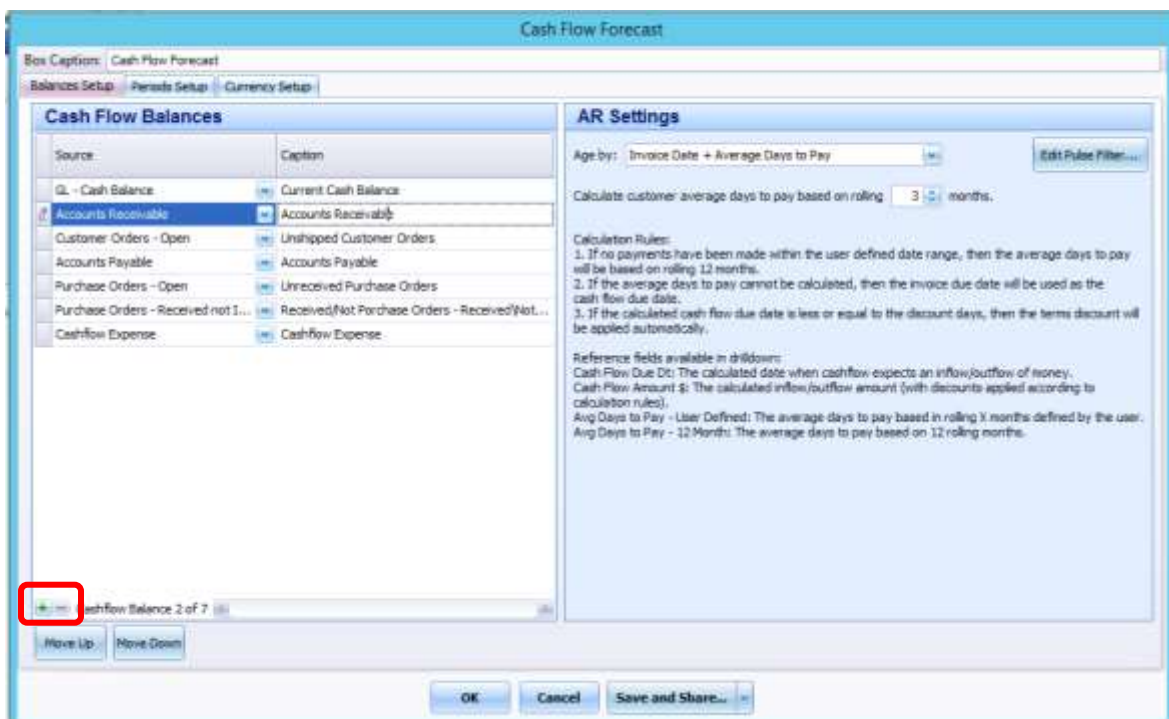 Cash Flow Forecast
Box Caption: Cash Flow Forecast
Balances Setup Periods Setup Currency Setup
Cash Flow Balances
Source Caption
GL - Cash Balance Current Cash Balance
Accounts Receivable Accounts Receivable
Customer Orders - Open Unshipped Customer Orders
Accounts Payable Accounts Payable
Purchase Orders - Open Unreceived Purchase Orders
Purchase Orders - Received not I... Received/Not Porchase Orders - Received\Not...
Cashflow Expense Cashflow Expense
Cashflow Balance 2 of 7
Move Up Move Down
AR Settings
Age by: Invoice Date + Average Days to Pay Edit Pulse Filter...
Calculate customer average days to pay based on rolling 3 months.
Calculation Rules:
1. If no payments have been made within the user defined date range, then the average days to pay
will be based on rolling 12 months.
2. If the average days to pay cannot be calculated, then the invoice due date will be used as the
cash flow due date.
3. If the calculated cash flow due date is less or equal to the discount days, then the terms discount will
be applied automatically.
Reference fields available in drilldown:
Cash Flow Due Dt: The calculated date when cashflow expects an inflow/outflow of money.
Cash Flow Amount $: The calculated inflow/outflow amount (with discounts applied according to
calculation rules).
Avg Days to Pay - User Defined: The average days to pay based in rolling X months defined by the user.
Avg Days to Pay - 12 Month: The average days to pay based on 12 rolling months.
OK Cancel Save and Share...